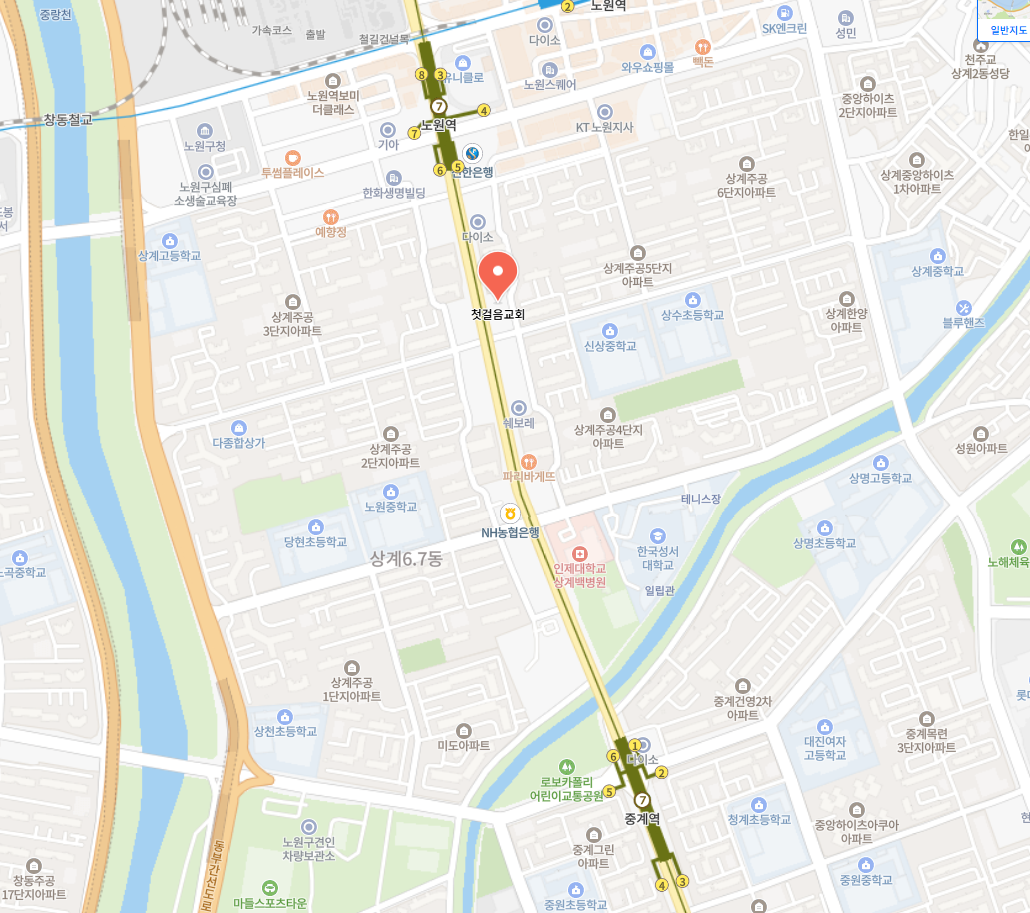 중랑천
가속코스
출발
철길건널목
2
노원역
다이소
SK엔크린
성민
일반지도
천주교
상계2동성당
8
3
유니클로
와우쇼핑몰
빽돈
노원스퀘어
노원역보미
더클래스
7
4
중앙하이츠
2단지아파트
창동철교
노원구청
기아
7
노원역
KT 노원지사
투썸플레이스
6
5
신한은행
노원구심폐
소생술교육장
한화생명빌딩
상계주공
6단지아파트
상계중앙하이츠
1차아파트
예향정
다이소
상계고등학교
상계주공5단지
아파트
상계중학교
상계주공
3단지아파트
첫걸음교회
상수초등학교
상계한양
아파트
블루핸즈
신상중학교
쉐보레
다종합상가
상계주공4단지
아파트
상계주공
2단지아파트
성원아파트
파리바게뜨
상명고등학교
노원중학교
테니스장
NH농협은행
당현초등학교
한국성서
대학교
상명초등학교
상계6.7동
인제대학교
상계백병원
노곡중학교
노해체육
일립관
상계주공
1단지아파트
중계건영2차
아파트
상천초등학교
미도아파트
대진여자
고등학교
중계목련
3단지아파트
1
6
다이소
2
로보카폴리
어린이교통공원
5
7
중계역
청계초등학교
중앙하이츠아쿠아
아파트
노원구견인
차량보관소
중계그린
아파트
동부간선도로
창동주공
17단지아파트
마들스포츠타운
중원초등학교
4
3
중원중학교